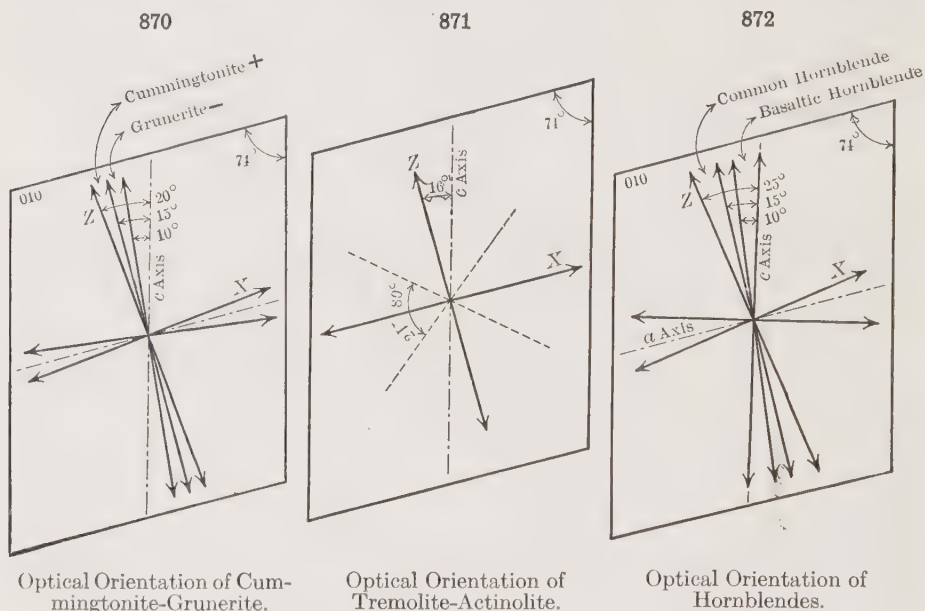 870
871
872
Cummingtonite +
Grunerite −
74°
010
Z
20°
15°
10°
c Axis
X
74°
Z
16°
c Axis
X
80°
Common Hornblende
Basaltic Hornblende
74°
010
Z
25°
15°
10°
c Axis
X
a Axis
Optical Orientation of Cum-
mingtonite-Grunerite.
Optical Orientation of
Tremolite-Actinolite.
Optical Orientation of
Hornblendes.